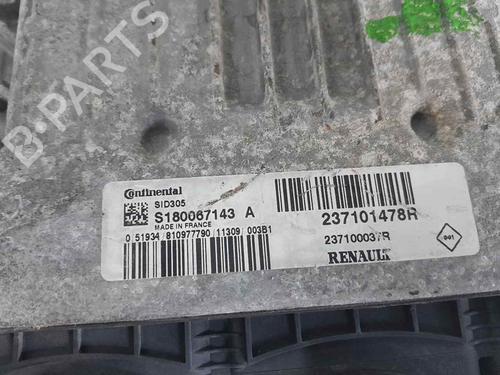 B-PARTS
Continental
SID305
S180067143 A
MADE IN FRANCE
0 51934/810977790/11309/003B1
237101478R
237100037R
RENAULT